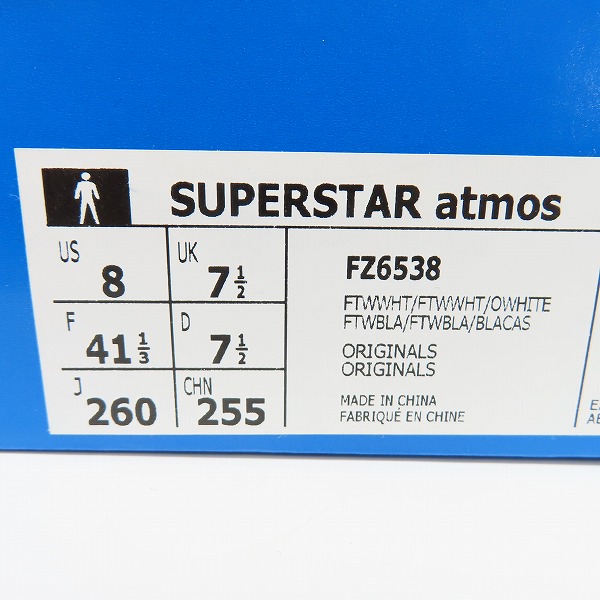 SUPERSTAR atmos
US 8 UK 7 1/2
F 41 1/3 D 7 1/2
J 260 CHN 255
FZ6538
FTWWHT/FTWWHT/OWHITE
FTWBLA/FTWBLA/BLACAS
ORIGINALS
ORIGINALS
MADE IN CHINA
FABRIQUÉ EN CHINE